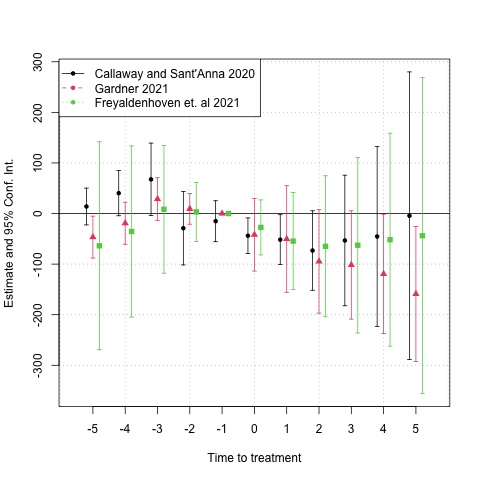 Callaway and Sant'Anna 2020
Gardner 2021
Freyaldenhoven et. al 2021
Estimate and 95% Conf. Int.
300
200
100
0
-100
-200
-300
-5 -4 -3 -2 -1 0 1 2 3 4 5
Time to treatment